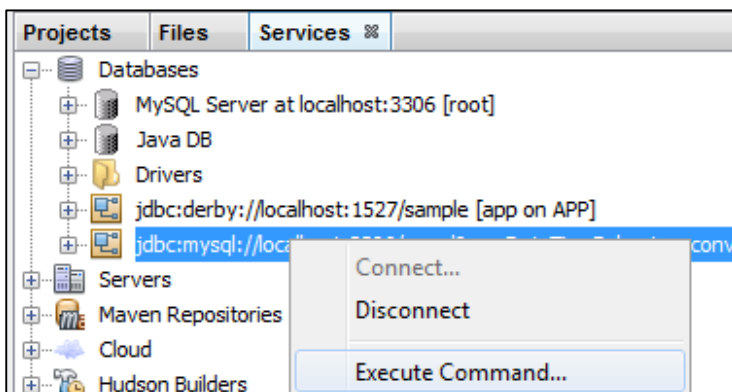 Projects Files Services
Databases
MySQL Server at localhost:3306 [root]
Java DB
Drivers
jdbc:derby://localhost:1527/sample [app on APP]
jdbc:mysql://loca
Connect...
Servers
Disconnect
Maven Repositories
Cloud
Execute Command...
Hudson Builders